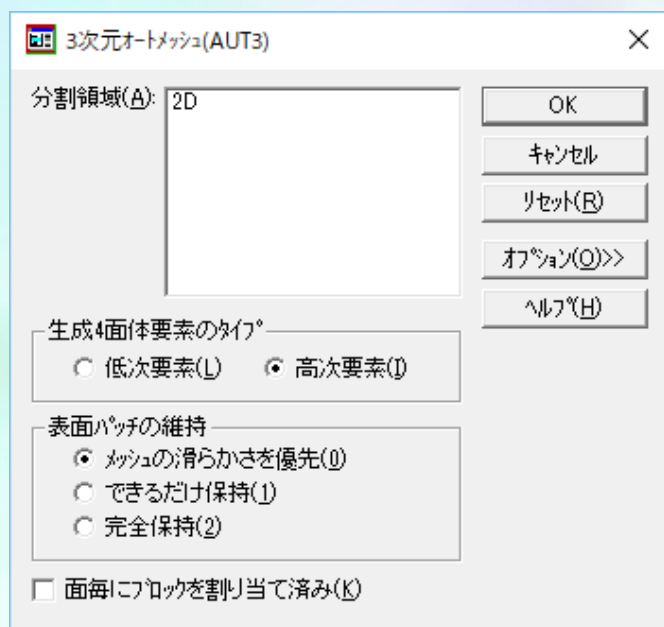 3次元ｵｰﾄﾒｯｼｭ(AUT3)
分割領域(A):
2D
OK
ｷｬﾝｾﾙ
ﾘｾｯﾄ(R)
ｵﾌﾟｼｮﾝ(O)>>
ﾍﾙﾌﾟ(H)
生成4面体要素のﾀｲﾌﾟ
低次要素(L)
高次要素(I)
表面ﾊﾟｯﾁの維持
ﾒｯｼｭの滑らかさを優先(0)
できるだけ保持(1)
完全保持(2)
面毎にﾌﾞﾛｯｸを割り当て済み(K)